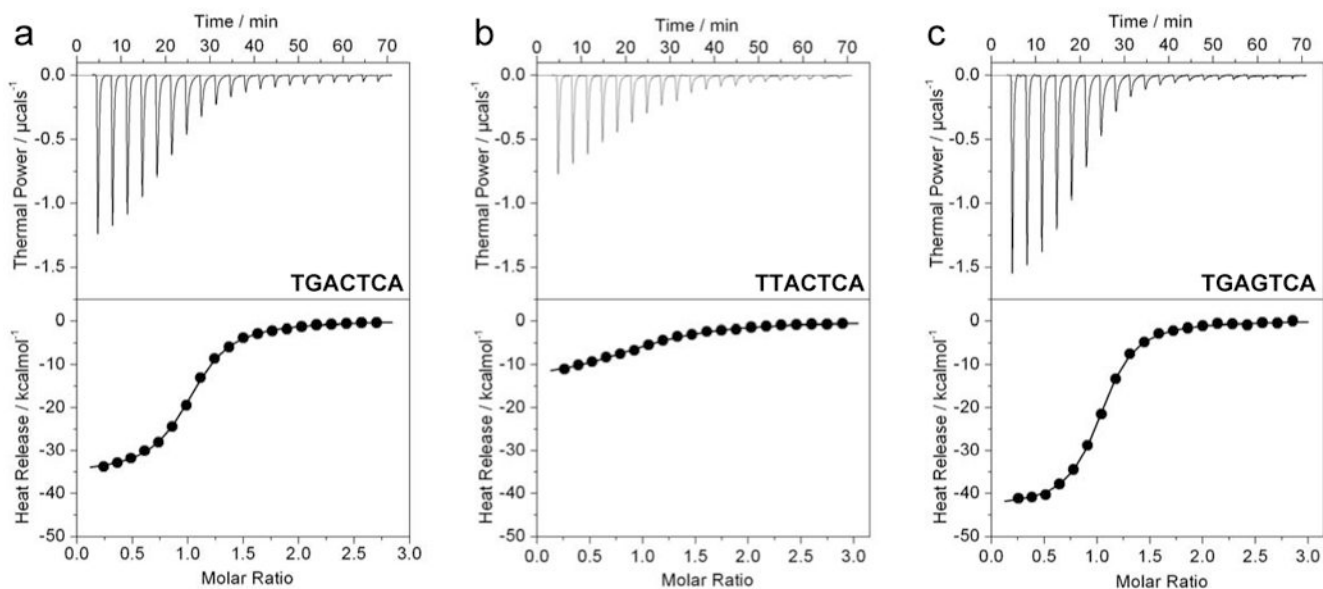 a
Time / min
0 10 20 30 40 50 60 70
0.0
-0.5
-1.0
-1.5
Thermal Power / µcals-1
TGACTCA
0
-10
-20
-30
-40
-50
Heat Release / kcalmol-1
0.0 0.5 1.0 1.5 2.0 2.5 3.0
Molar Ratio
b
Time / min
0 10 20 30 40 50 60 70
0.0
-0.5
-1.0
-1.5
Thermal Power / µcals-1
TTACTCA
0
-10
-20
-30
-40
-50
Heat Release / kcalmol-1
0.0 0.5 1.0 1.5 2.0 2.5 3.0
Molar Ratio
c
Time / min
0 10 20 30 40 50 60 70
0.0
-0.5
-1.0
-1.5
Thermal Power / µcals-1
TGAGTCA
0
-10
-20
-30
-40
-50
Heat Release / kcalmol-1
0.0 0.5 1.0 1.5 2.0 2.5 3.0
Molar Ratio